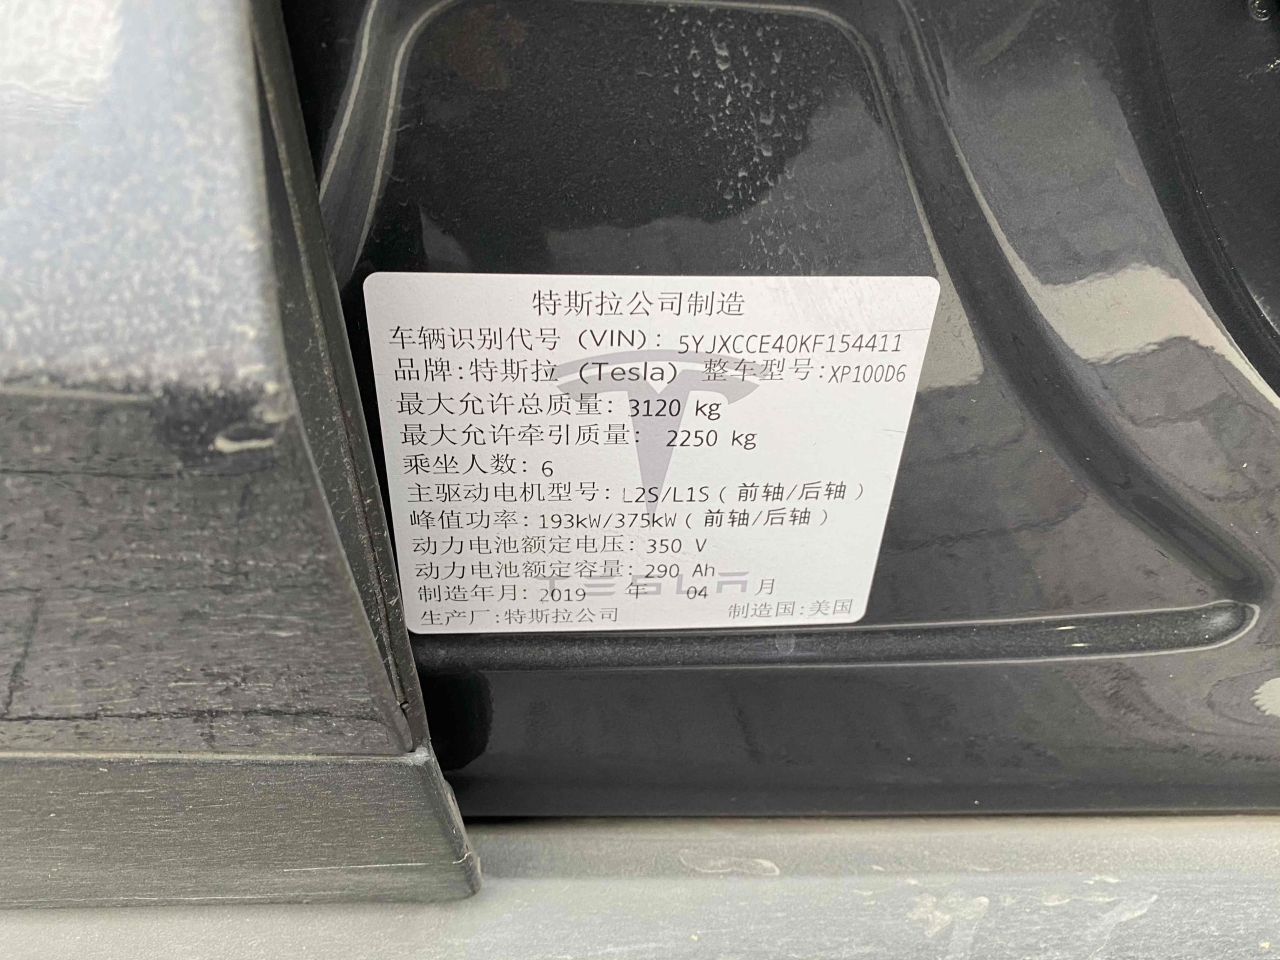 特斯拉公司制造
车辆识别代号 (VIN): 5YJXCCE40KF154411
品牌:特斯拉 (Tesla) 整车型号:XP100D6
最大允许总质量: 3120 kg
最大允许牵引质量: 2250 kg
乘坐人数: 6
主驱动电机型号: L2S/L1S ( 前轴/后轴 )
峰值功率: 193kW/375kW ( 前轴/后轴 )
动力电池额定电压: 350 V
动力电池额定容量: 290 Ah
TESLA
制造年月: 2019 年 04 月
生产厂:特斯拉公司 制造国:美国